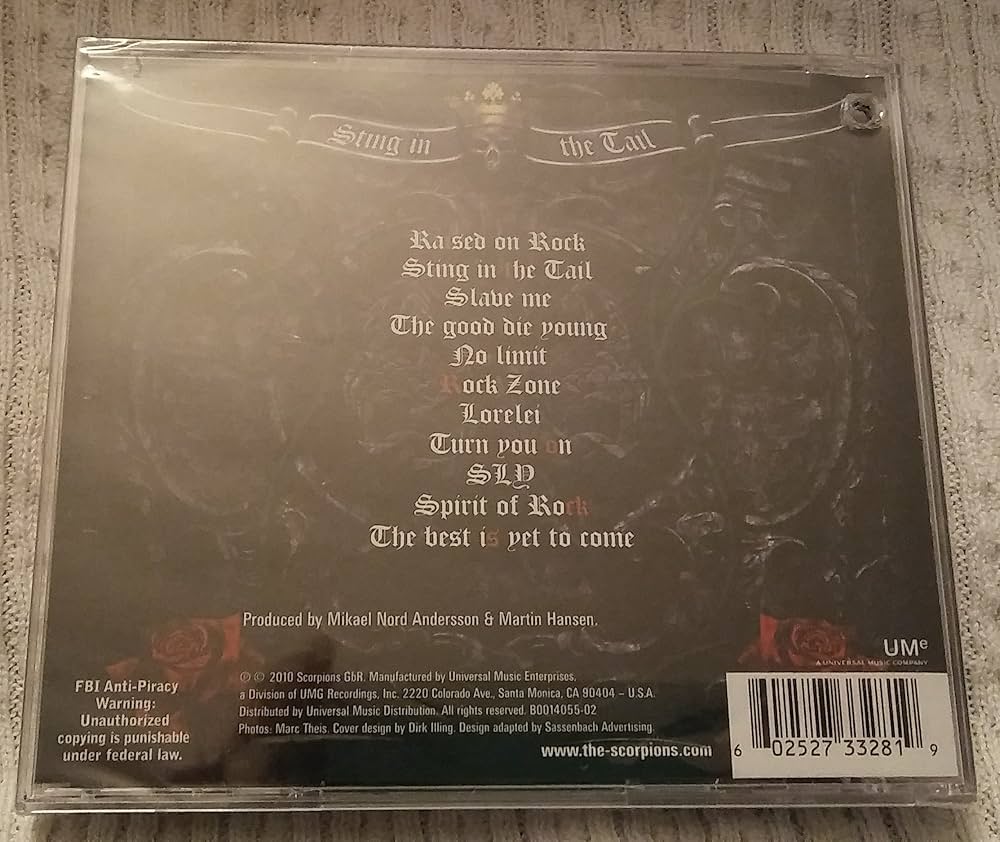 Sting in the Tail
Raised on Rock
Sting in the Tail
Slave me
The good die young
No limit
Rock Zone
Lorelei
Turn you on
SLY
Spirit of Rock
The best is yet to come
Produced by Mikael Nord Andersson & Martin Hansen.
UMe
A UNIVERSAL MUSIC COMPANY
FBI Anti-Piracy
Warning:
Unauthorized
copying is punishable
under federal law.
℗ © 2010 Scorpions GbR. Manufactured by Universal Music Enterprises,
a Division of UMG Recordings, Inc. 2220 Colorado Ave., Santa Monica, CA 90404 – U.S.A.
Distributed by Universal Music Distribution. All rights reserved. B0014055-02
Photos: Marc Theis. Cover design by Dirk Illing. Design adapted by Sassenbach Advertising.
www.the-scorpions.com
6 02527 33281 9